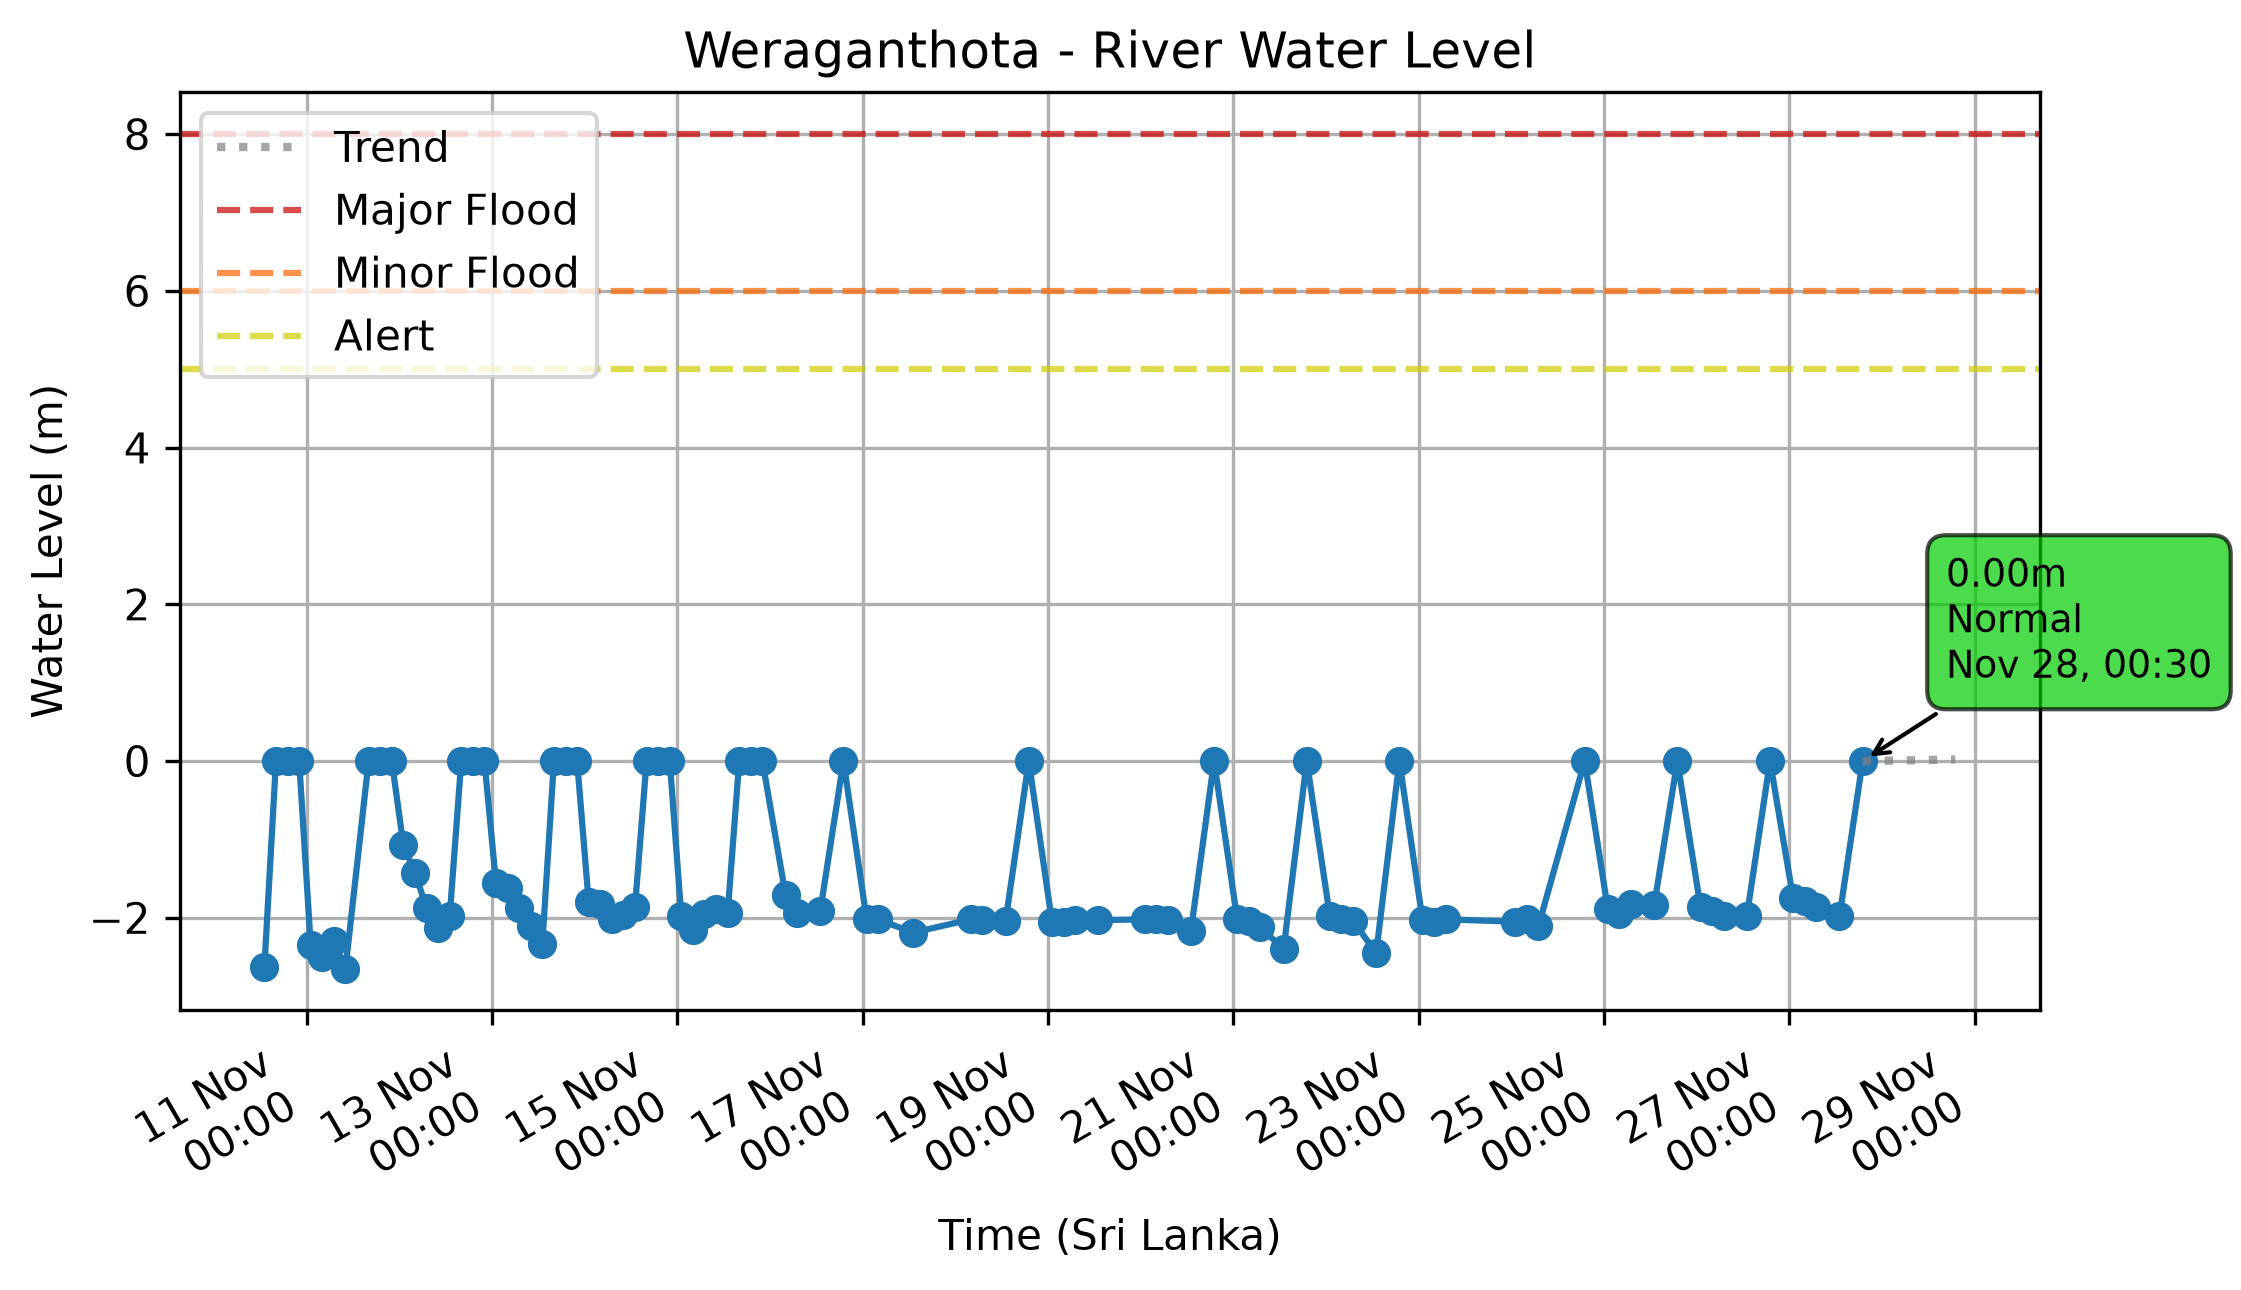 Weraganthota - River Water Level
Trend
Major Flood
Minor Flood
Alert
8
6
4
2
0
−2
Water Level (m)
0.00m
Normal
Nov 28, 00:30
11 Nov
00:00
13 Nov
00:00
15 Nov
00:00
17 Nov
00:00
19 Nov
00:00
21 Nov
00:00
23 Nov
00:00
25 Nov
00:00
27 Nov
00:00
29 Nov
00:00
Time (Sri Lanka)